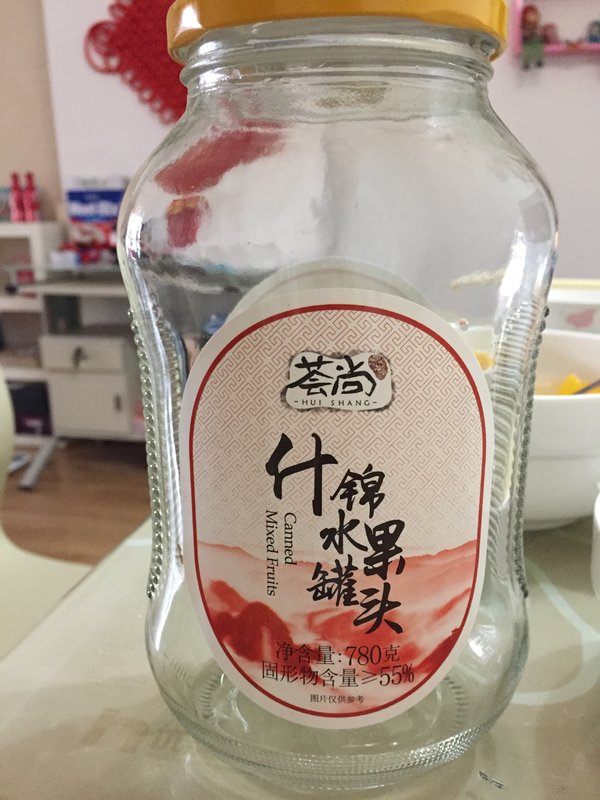 荟尚
-HUI SHANG-
什锦水果罐头
Canned
Mixed Fruits
净含量:780克
固形物含量≥55%
图片仅供参考